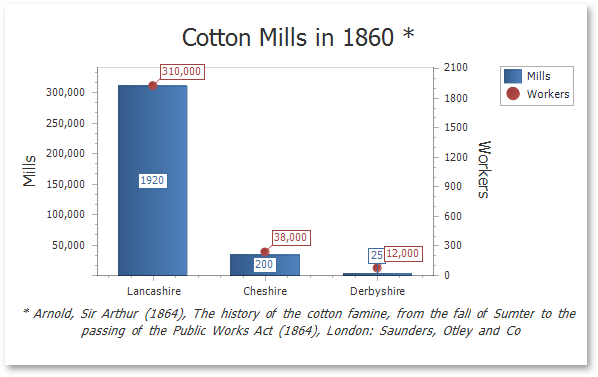 Cotton Mills in 1860 *
Mills
300,000
250,000
200,000
150,000
100,000
50,000
310,000
1920
38,000
200
25
12,000
Lancashire
Cheshire
Derbyshire
2100
1800
1500
1200
900
600
300
0
Workers
Mills
Workers
* Arnold, Sir Arthur (1864), The history of the cotton famine, from the fall of Sumter to the
passing of the Public Works Act (1864), London: Saunders, Otley and Co